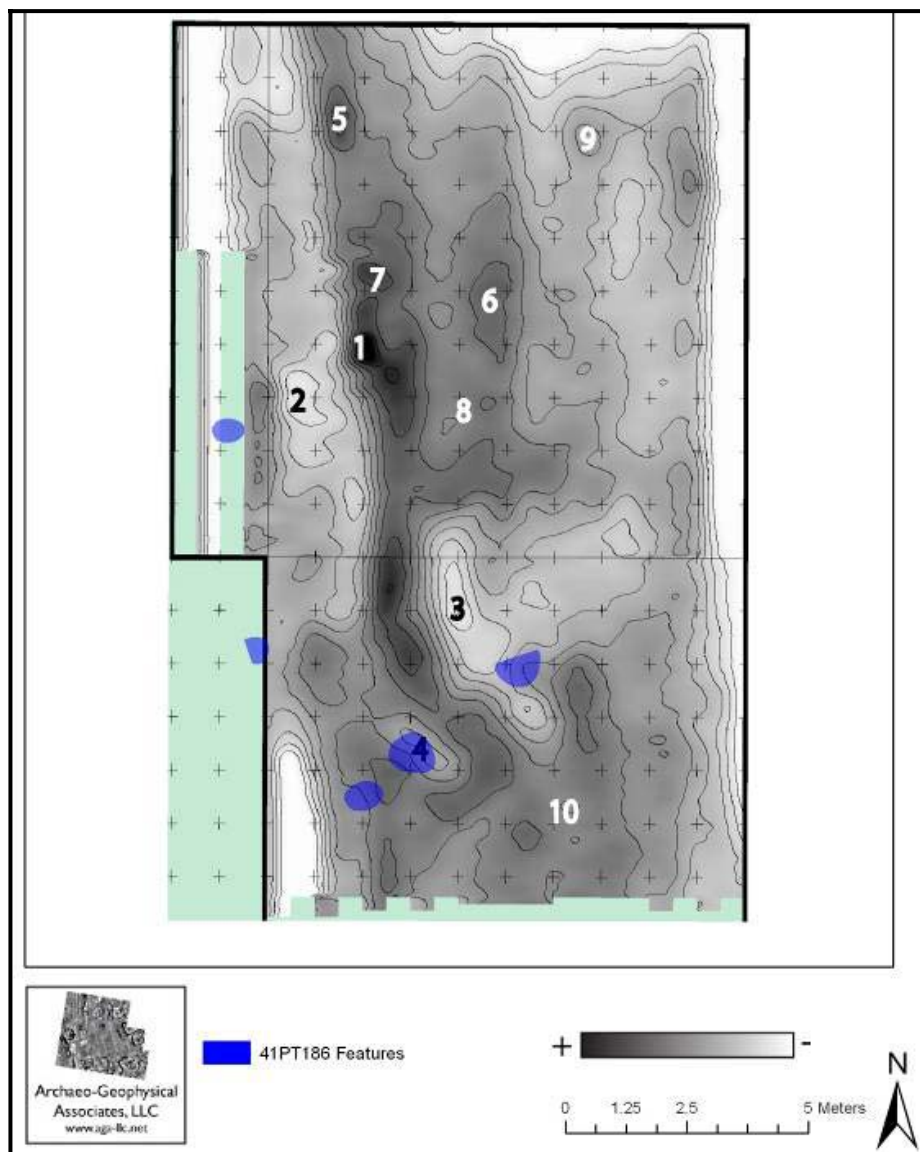 5
9
7
6
1
2
8
3
4
10
Archaeo-Geophysical
Associates, LLC
www.aga-llc.net
41PT186 Features
+ -
N
0 1.25 2.5 5 Meters